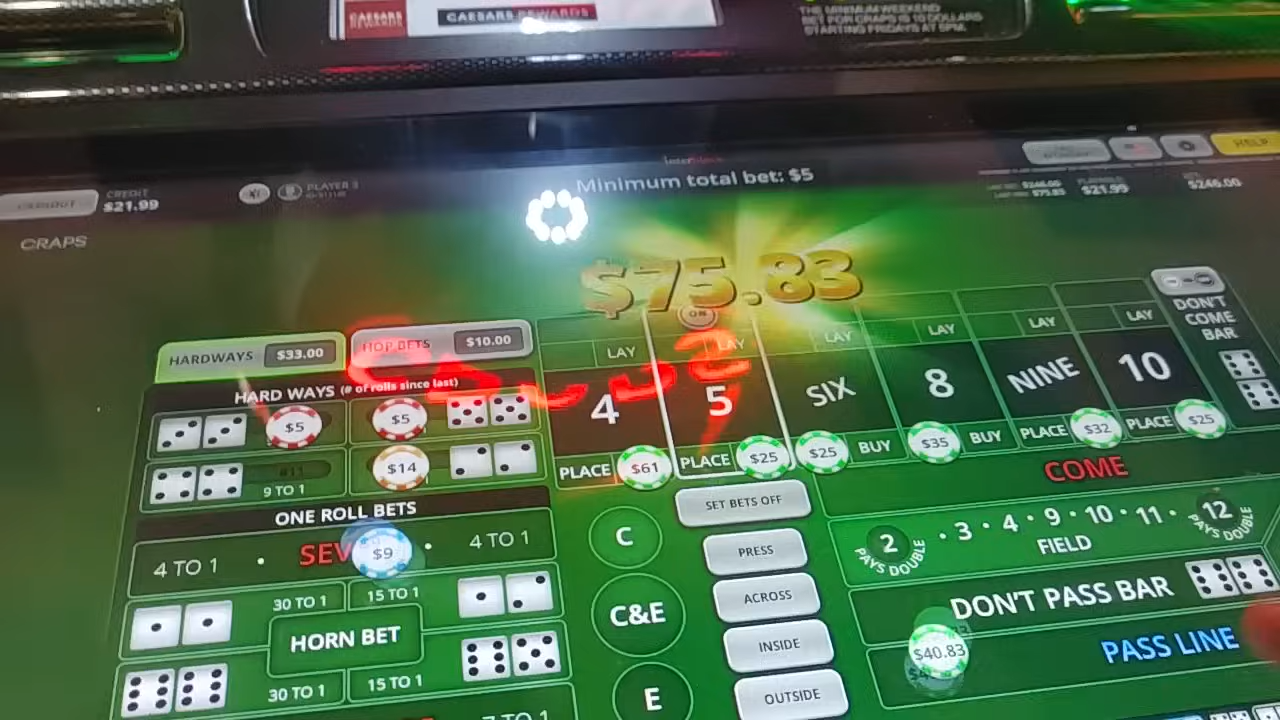 CAESARS REWARDS
CAESARS REWARDS
BET FOR CRAPS IS 10 DOLLARS
STARTING FRIDAYS AT 5PM.
CREDIT
$21.99
PLAYER 3
Minimum total bet: $5
HELP
$21.99
$246.00
CRAPS
$75.83
HARDWAYS $33.00
HOP BETS $10.00
HARD WAYS (# of rolls since last)
$5
$5
$14
9 TO 1
ONE ROLL BETS
4 TO 1 • SEV $9 • 4 TO 1
30 TO 1
15 TO 1
HORN BET
30 TO 1
15 TO 1
LAY
LAY
LAY
LAY
LAY
LAY
ON
4
5
SIX
8
NINE
10
PLACE $61
PLACE $25
$25 BUY
$35 BUY
PLACE $32
PLACE $25
DON'T
COME
BAR
COME
C
C&E
E
SET BETS OFF
PRESS
ACROSS
INSIDE
OUTSIDE
2 • 3 • 4 • 9 • 10 • 11 • 12
PAYS DOUBLE
FIELD
PAYS DOUBLE
DON'T PASS BAR
$40.83
PASS LINE